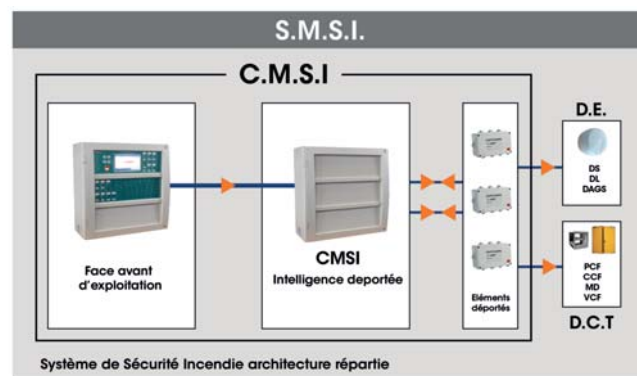 S.M.S.I.
C.M.S.I
D.E.
DS
DL
DAGS
CMSI
Intelligence deportée
Face avant
d'exploitation
Eléments
déportés
PCF
CCF
MD
VCF
D.C.T
Système de Sécurité Incendie architecture répartie